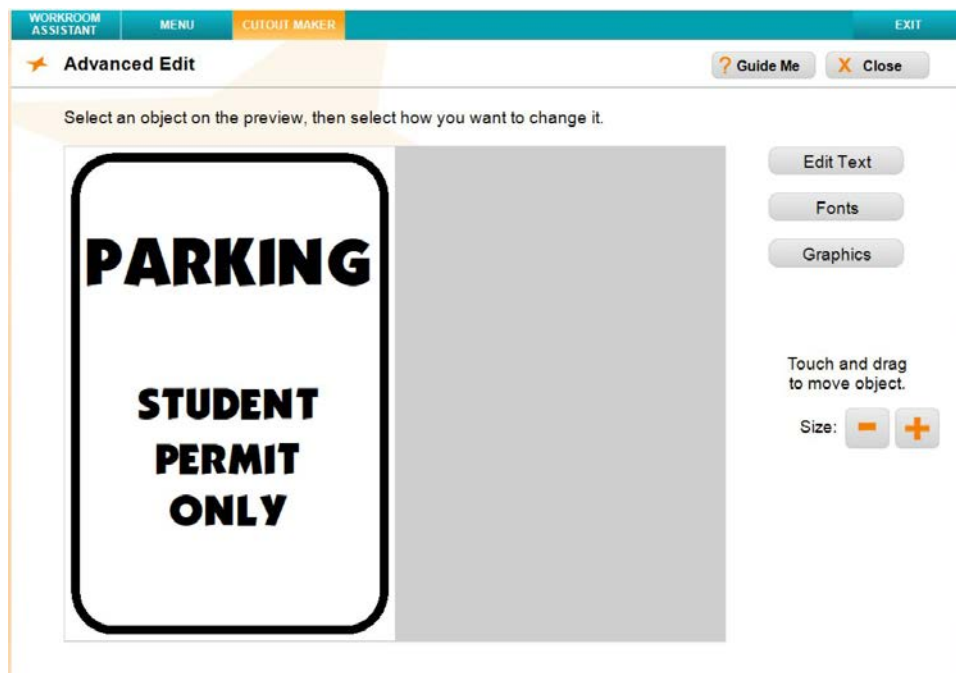 WORKROOM
ASSISTANT
MENU
CUTOUT MAKER
EXIT
Advanced Edit
? Guide Me
X Close
Select an object on the preview, then select how you want to change it.
PARKING
STUDENT
PERMIT
ONLY
Edit Text
Fonts
Graphics
Touch and drag
to move object.
Size: - +